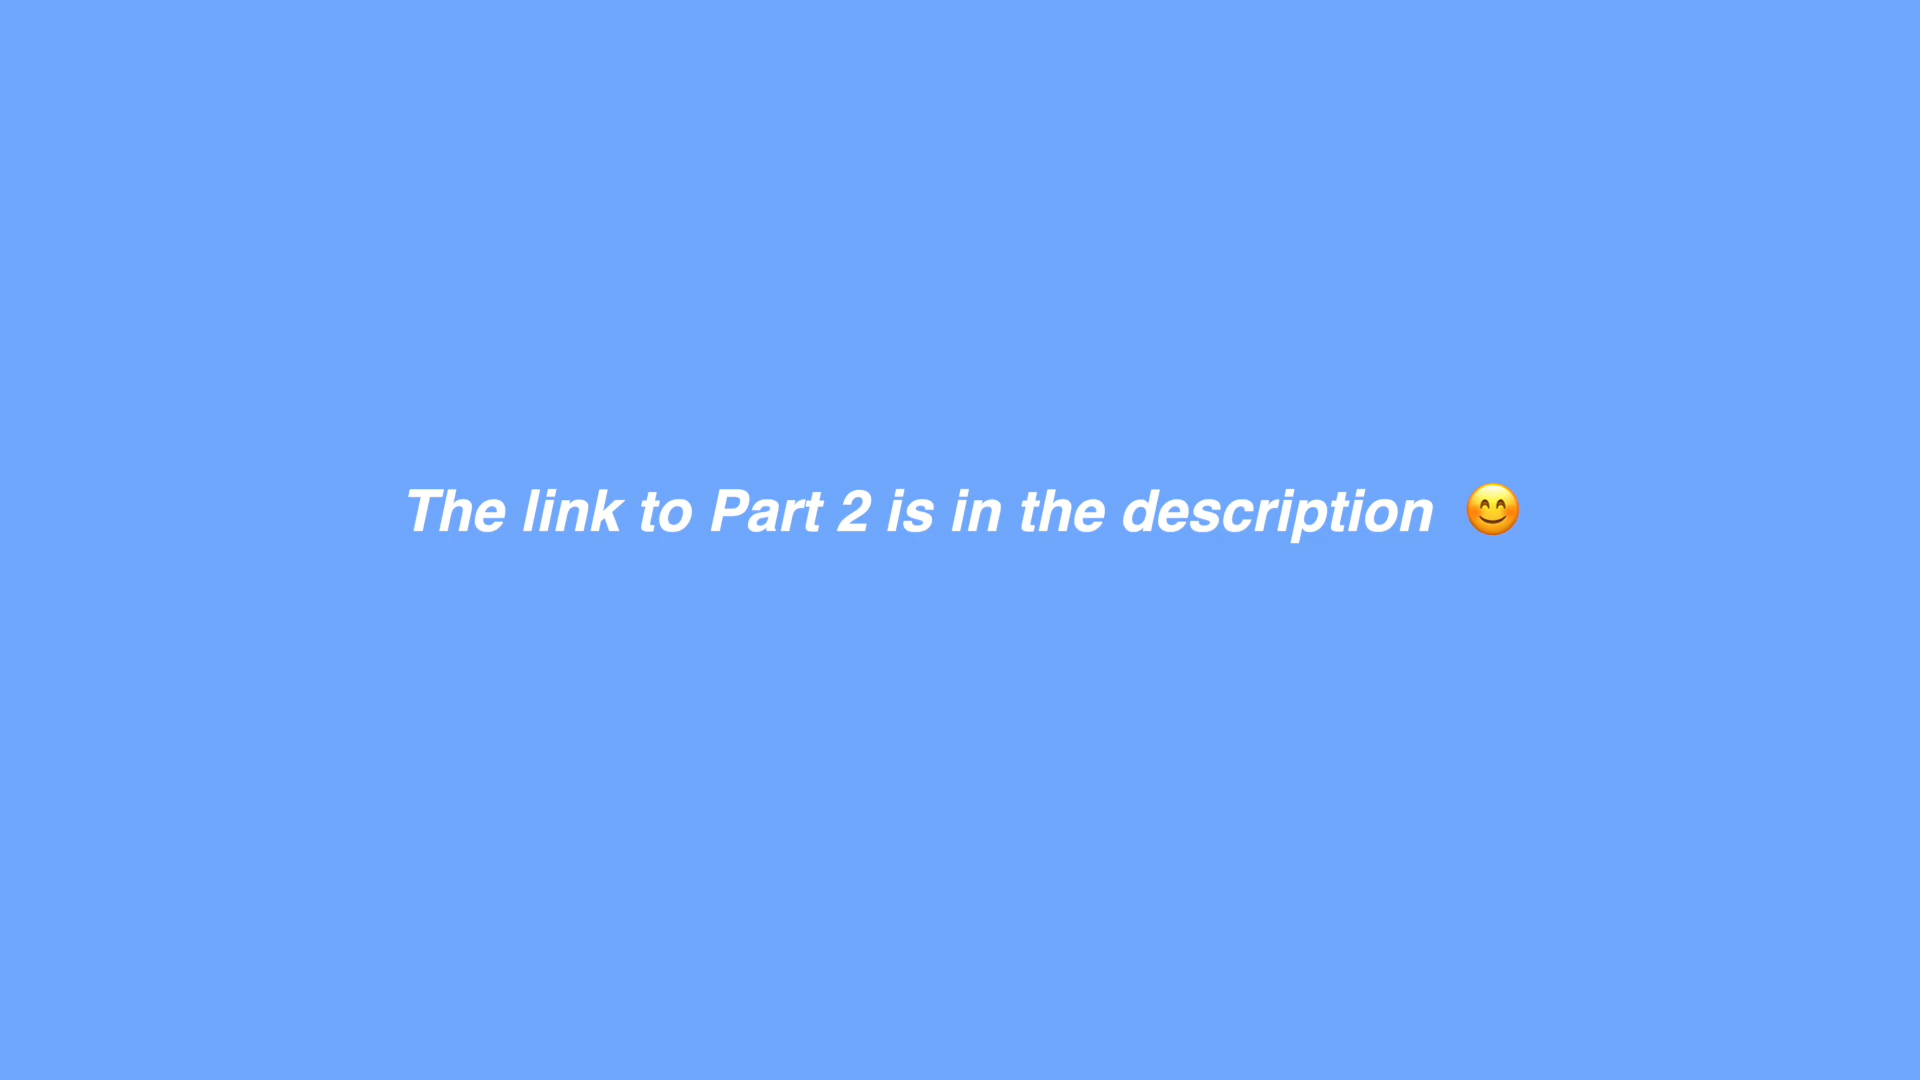 The link to Part 2 is in the description 😊